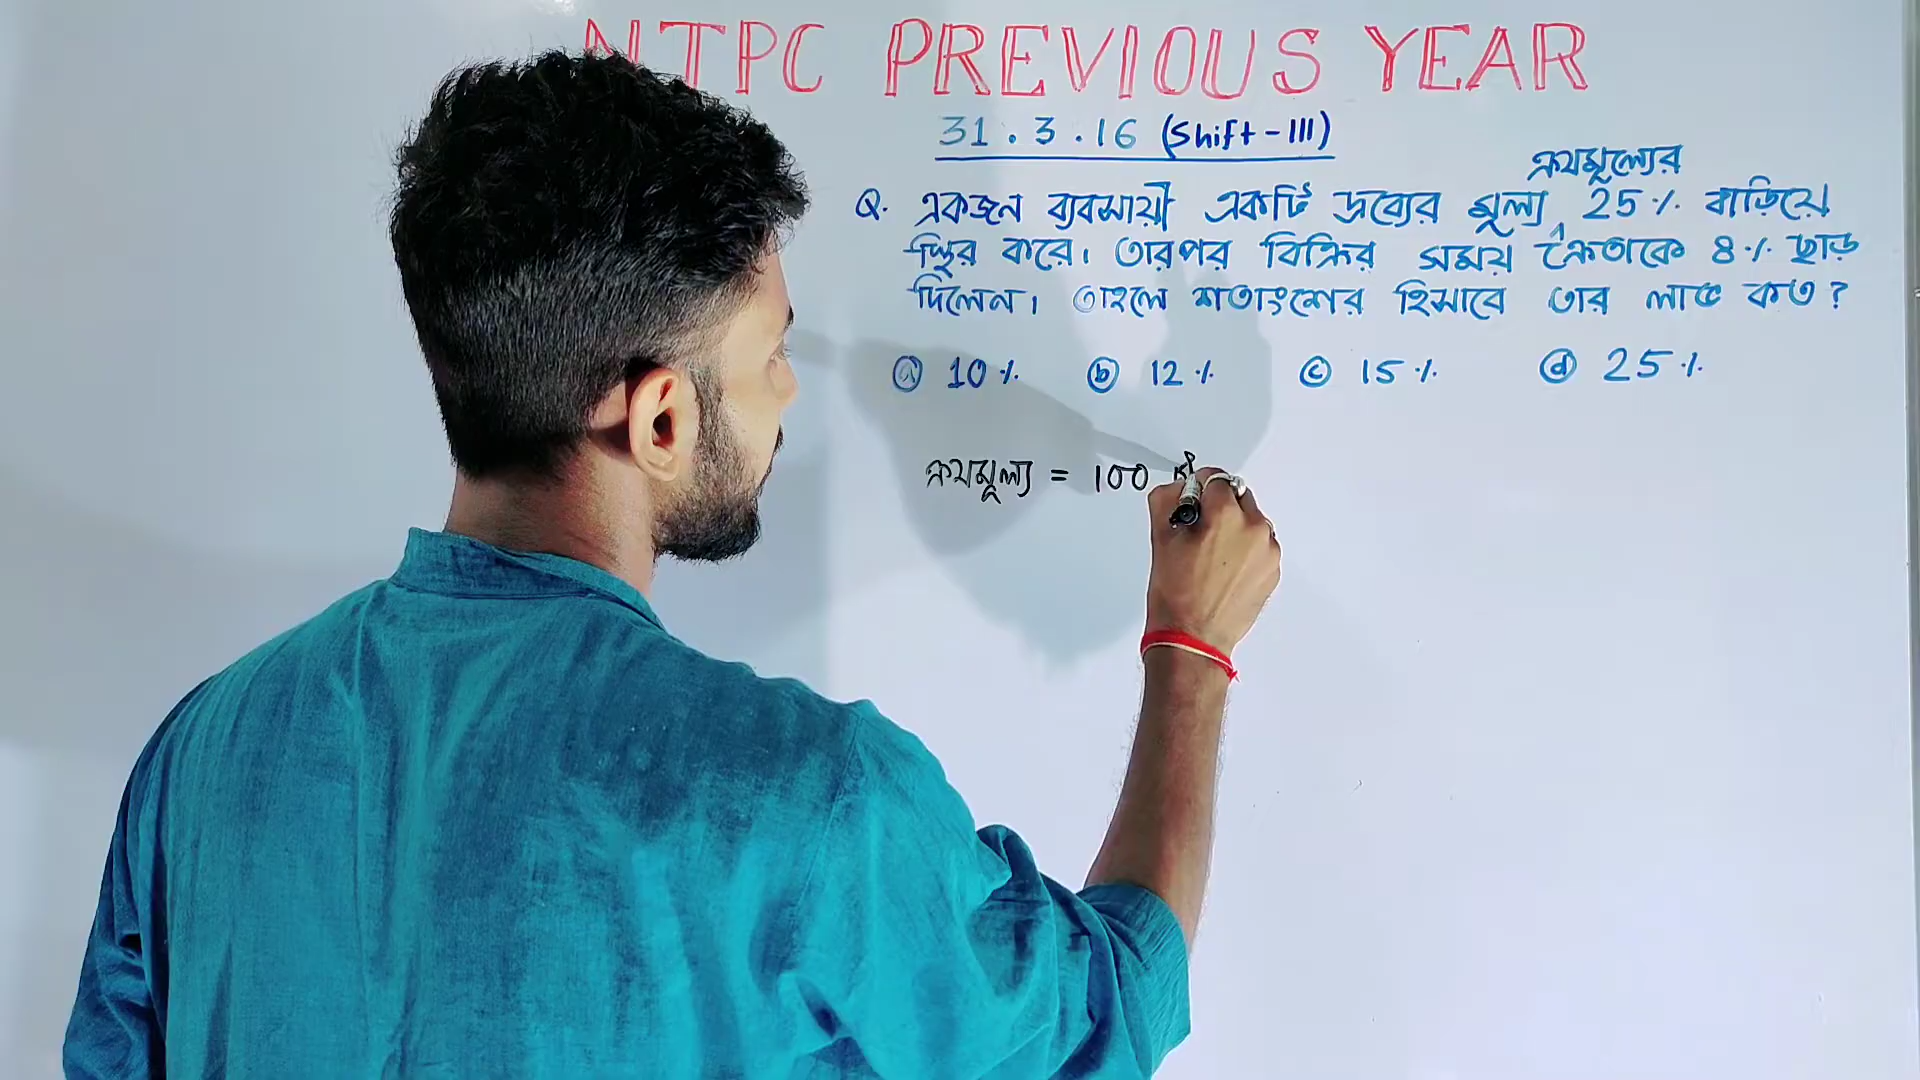 NTPC PREVIOUS YEAR
31.3.16 (Shift-III)
ক্রয়মূল্যের
Q. একজন ব্যবসায়ী একটি দ্রব্যের মূল্য 25% বাড়িয়ে
স্থির করে। তারপর বিক্রির সময় ক্রেতাকে 8% ছাড়
দিলেন। তাহলে শতাংশের হিসাবে তার লাভ কত?
ⓐ 10% ⓑ 12% ⓒ 15% ⓓ 25%
ক্রয়মূল্য = 100